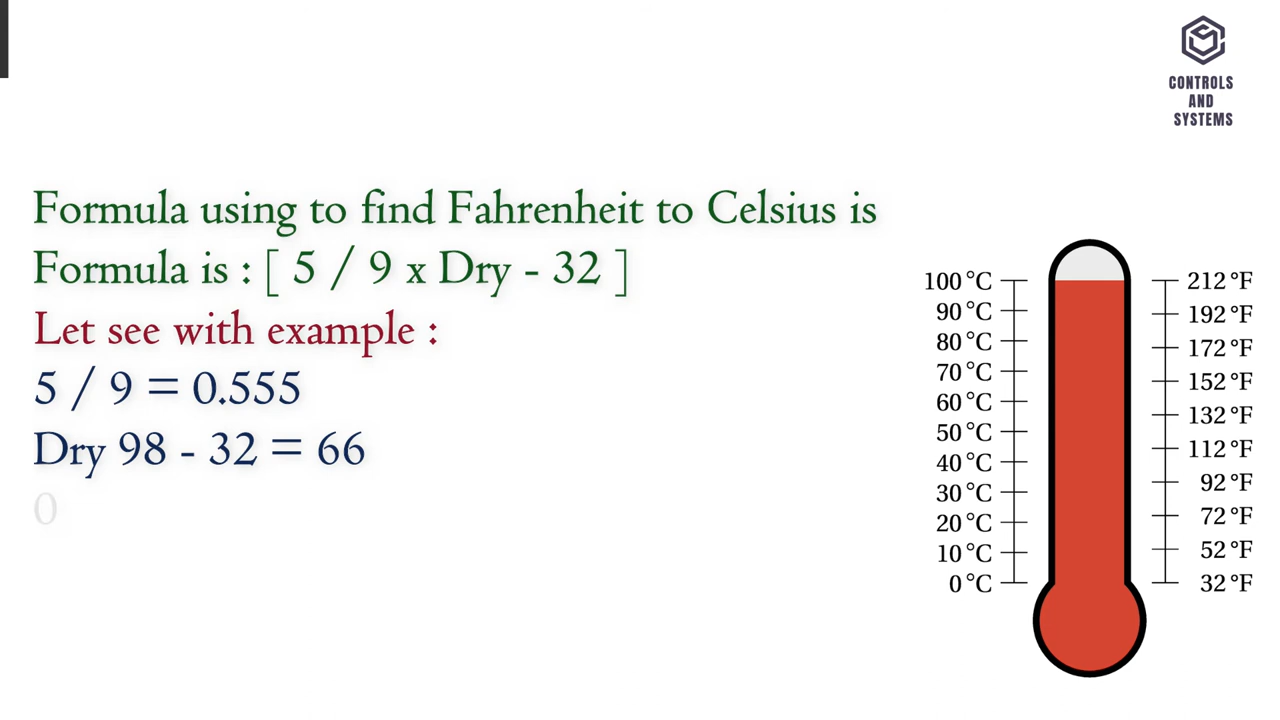 CONTROLS
AND
SYSTEMS
Formula using to find Fahrenheit to Celsius is
Formula is : [ 5 / 9 x Dry - 32 ]
Let see with example :
5 / 9 = 0.555
Dry 98 - 32 = 66
0
100 °C
90 °C
80 °C
70 °C
60 °C
50 °C
40 °C
30 °C
20 °C
10 °C
0 °C
212 °F
192 °F
172 °F
152 °F
132 °F
112 °F
92 °F
72 °F
52 °F
32 °F